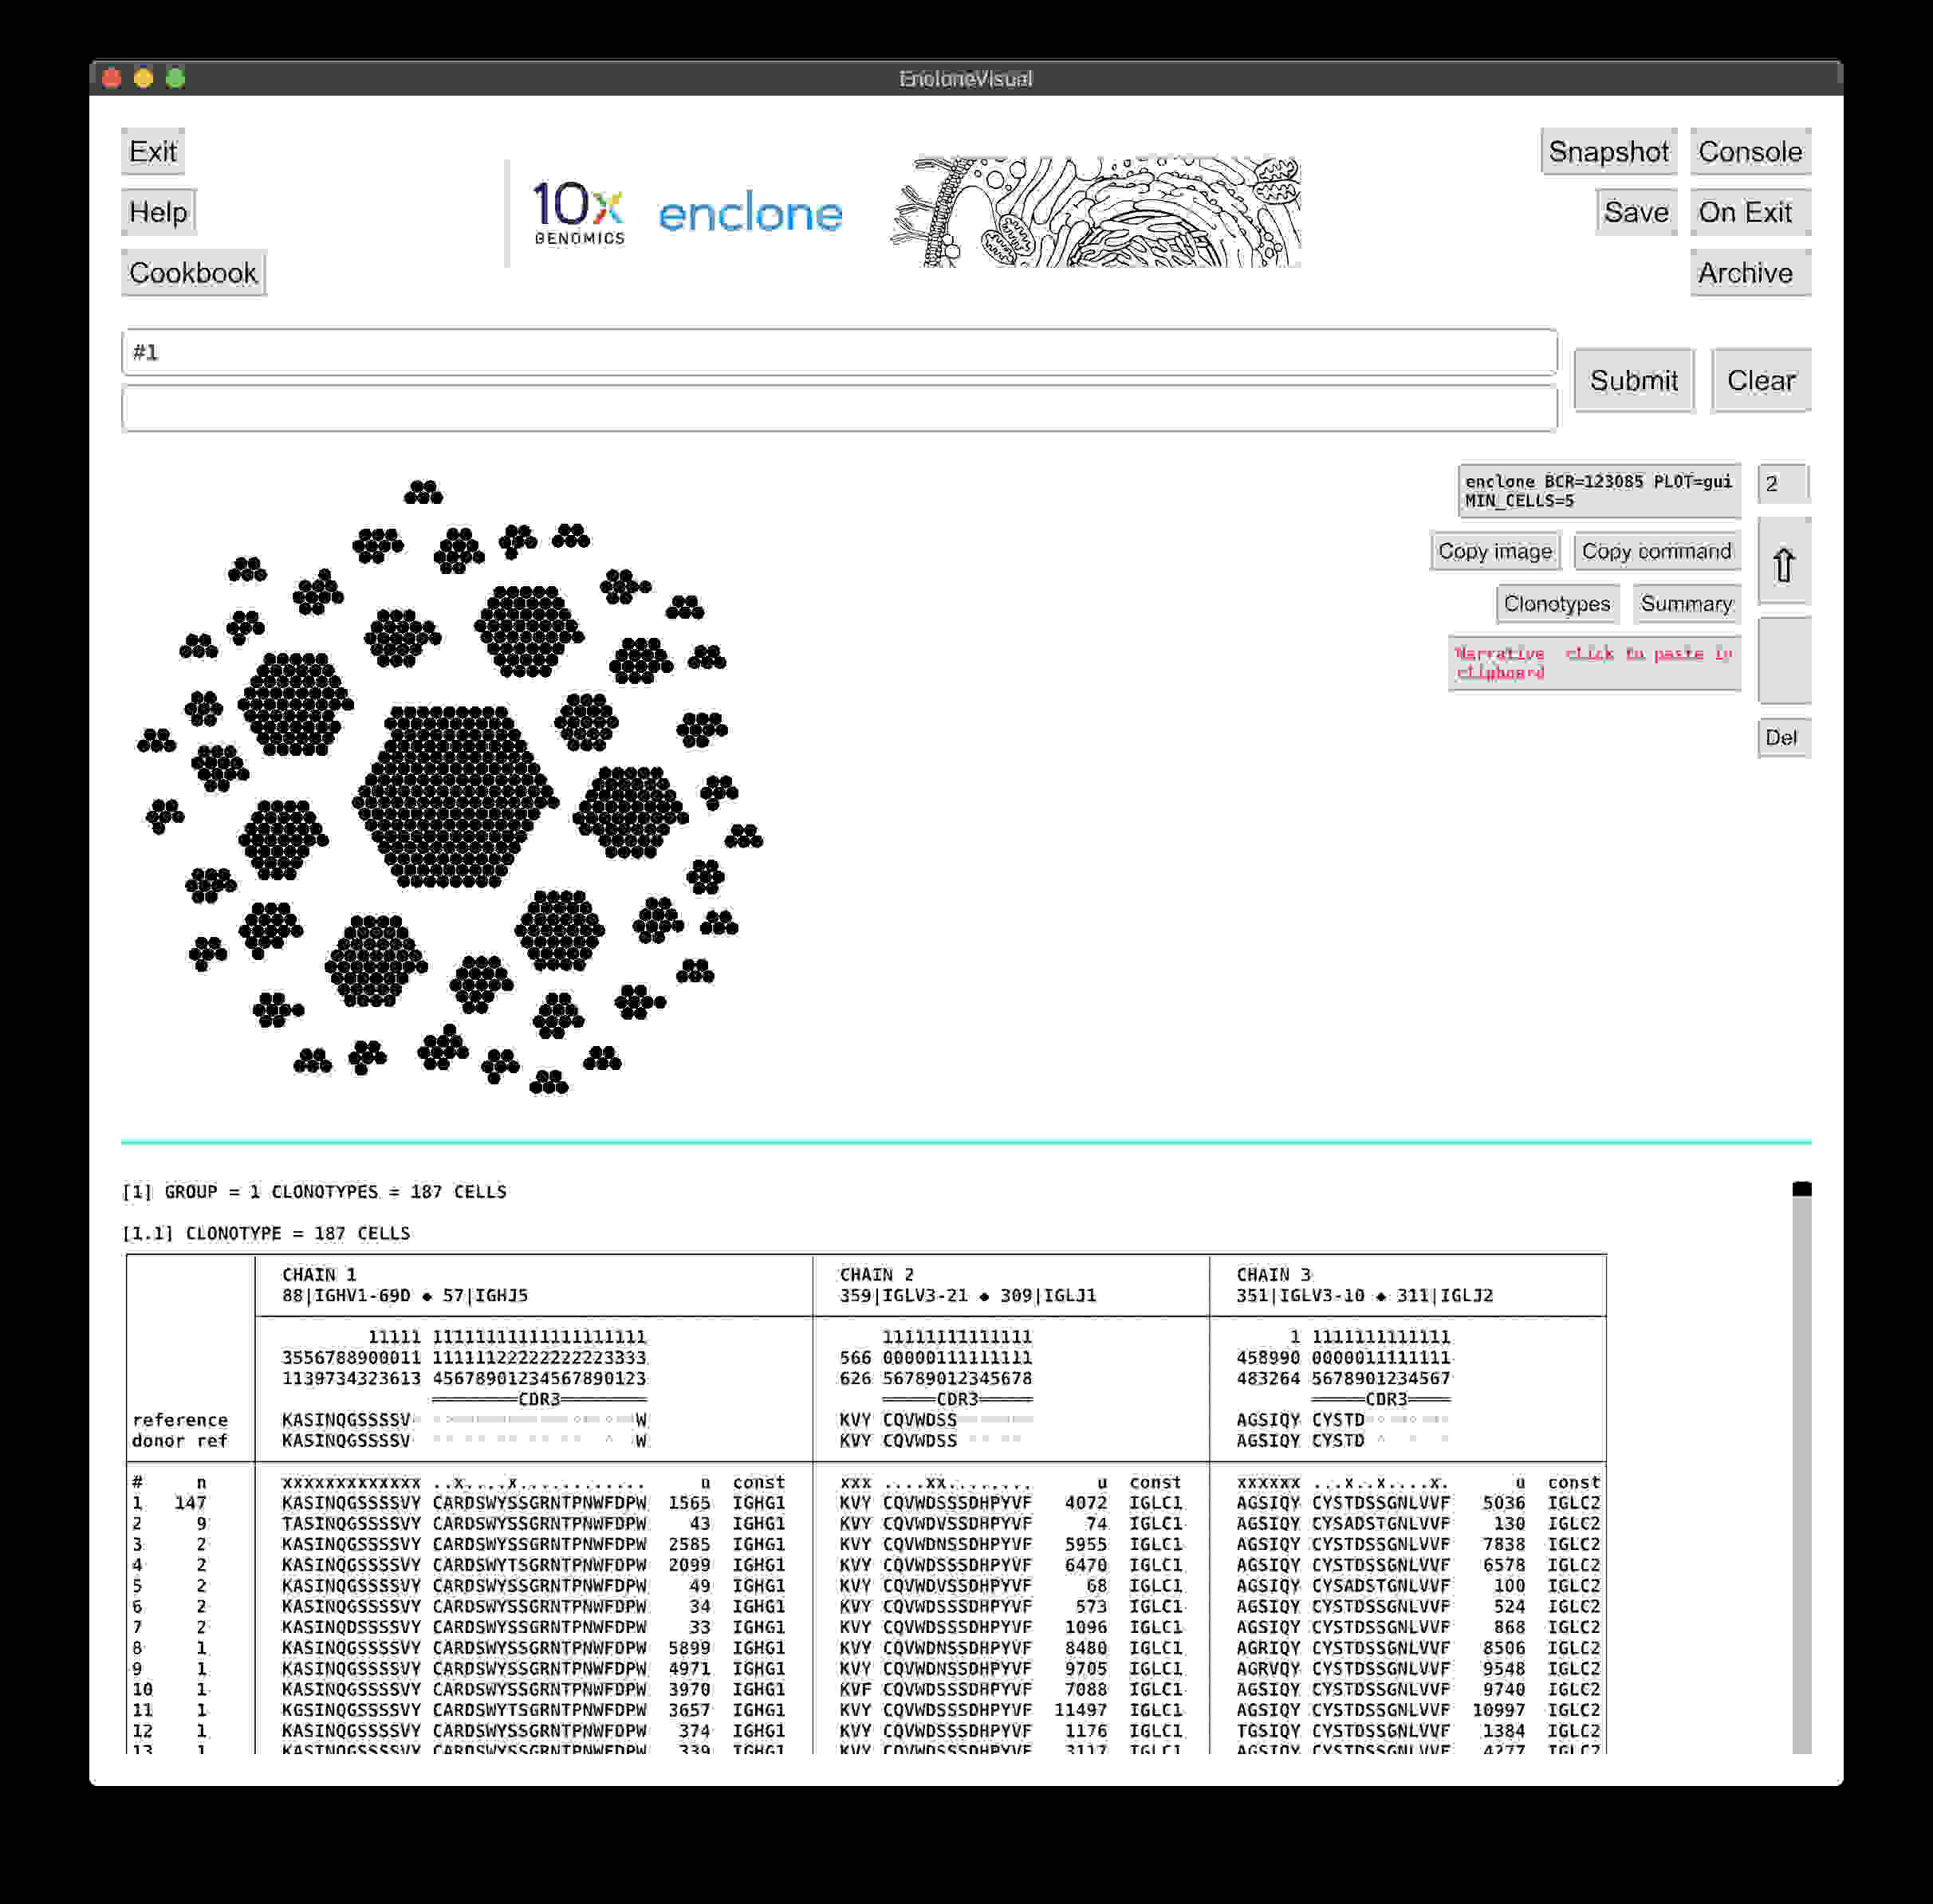 EncloneVisual
Exit
Help
Cookbook
10x
GENOMICS
enclone
Snapshot Console
Save On Exit
Archive
#1
Submit Clear
enclone BCR=123085 PLOT=gui
MIN_CELLS=5
2
Copy image Copy command
⇧
Clonotypes Summary
Narrative click to paste in
clipboard
Del
[1] GROUP = 1 CLONOTYPES = 187 CELLS
[1.1] CLONOTYPE = 187 CELLS
CHAIN 1 CHAIN 2 CHAIN 3
88|IGHV1-69D ◆ 57|IGHJ5 359|IGLV3-21 ◆ 309|IGLJ1 351|IGLV3-10 ◆ 311|IGLJ2
11111 11111111111111111111 11111111111111 1 1111111111111
3556788900011 11111122222222223333 566 00000111111111 458990 0000011111111
1139734323613 45678901234567890123 626 56789012345678 483264 5678901234567
CDR3 CDR3 CDR3
reference KASINQGSSSSV W KVY CQVWDSS AGSIQY CYSTD
donor ref KASINQGSSSSV W KVY CQVWDSS AGSIQY CYSTD
# n xxxxxxxxxxxxx ..x....x............ u const xxx ....xx........ u const xxxxxx ...x..x....x. u const
1 147 KASINQGSSSSVY CARDSWYSSGRNTPNWFDPW 1565 IGHG1 KVY CQVWDSSSDHPYVF 4072 IGLC1 AGSIQY CYSTDSSGNLVVF 5036 IGLC2
2 9 TASINQGSSSSVY CARDSWYSSGRNTPNWFDPW 43 IGHG1 KVY CQVWDVSSDHPYVF 74 IGLC1 AGSIQY CYSADSTGNLVVF 130 IGLC2
3 2 KASINQGSSSSVY CARDSWYSSGRNTPNWFDPW 2585 IGHG1 KVY CQVWDNSSDHPYVF 5955 IGLC1 AGSIQY CYSTDSSGNLVVF 7838 IGLC2
4 2 KASINQGSSSSVY CARDSWYTSGRNTPNWFDPW 2099 IGHG1 KVY CQVWDSSSDHPYVF 6470 IGLC1 AGSIQY CYSTDSSGNLVVF 6578 IGLC2
5 2 KASINQGSSSSVY CARDSWYSSGRNTPNWFDPW 49 IGHG1 KVY CQVWDVSSDHPYVF 68 IGLC1 AGSIQY CYSADSTGNLVVF 100 IGLC2
6 2 KASINQGSSSSVY CARDSWYSSGRNTPNWFDPW 34 IGHG1 KVY CQVWDSSSDHPYVF 573 IGLC1 AGSIQY CYSTDSSGNLVVF 524 IGLC2
7 2 KASINQDSSSSVY CARDSWYSSGRNTPNWFDPW 33 IGHG1 KVY CQVWDSSSDHPYVF 1096 IGLC1 AGSIQY CYSTDSSGNLVVF 868 IGLC2
8 1 KASINQGSSSSVY CARDSWYSSGRNTPNWFDPW 5899 IGHG1 KVY CQVWDNSSDHPYVF 8480 IGLC1 AGRIQY CYSTDSSGNLVVF 8506 IGLC2
9 1 KASINQGSSSSVY CARDSWYSSGRNTPNWFDPW 4971 IGHG1 KVY CQVWDNSSDHPYVF 9705 IGLC1 AGRVQY CYSTDSSGNLVVF 9548 IGLC2
10 1 KASINQGSSSSVY CARDSWYSSGRNTPNWFDPW 3970 IGHG1 KVF CQVWDSSSDHPYVF 7088 IGLC1 AGSIQY CYSTDSSGNLVVF 9740 IGLC2
11 1 KGSINQGSSSSVY CARDSWYTSGRNTPNWFDPW 3657 IGHG1 KVY CQVWDSSSDHPYVF 11497 IGLC1 AGSIQY CYSTDSSGNLVVF 10997 IGLC2
12 1 KASINQGSSSSVY CARDSWYSSGRNTPNWFDPW 374 IGHG1 KVY CQVWDSSSDHPYVF 1176 IGLC1 TGSIQY CYSTDSSGNLVVF 1384 IGLC2
13 1 KASINQGSSSSVY CARDSWYSSGRNTPNWFDPW 339 IGHG1 KVY CQVWDSSSDHPYVF 3117 IGLC1 AGSIQY CYSTDSSGNLVVF 4277 IGLC2